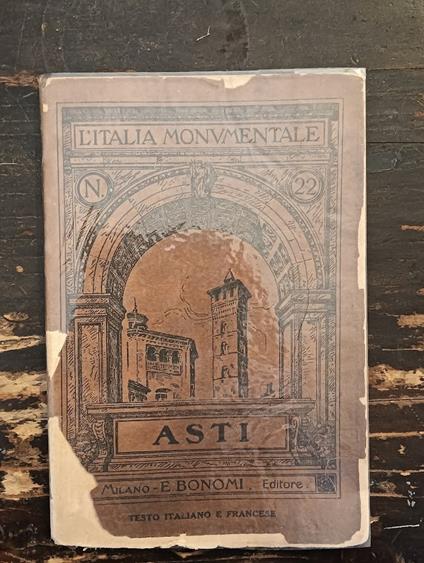 L'ITALIA MONVMENTALE
N. 22
ASTI
MILANO - E. BONOMI. Editore.
TESTO ITALIANO E FRANCESE